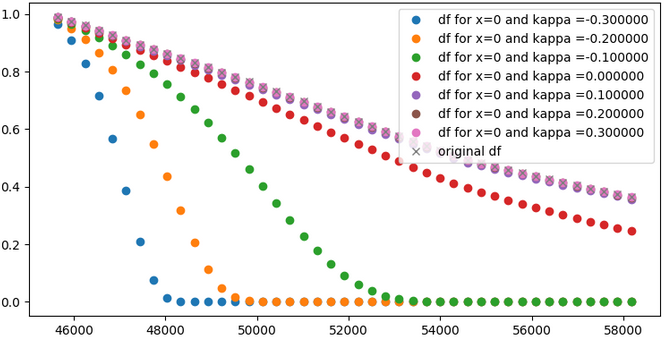 1.0
0.8
0.6
0.4
0.2
0.0
df for x=0 and kappa =-0.300000
df for x=0 and kappa =-0.200000
df for x=0 and kappa =-0.100000
df for x=0 and kappa =0.000000
df for x=0 and kappa =0.100000
df for x=0 and kappa =0.200000
df for x=0 and kappa =0.300000
original df
46000 48000 50000 52000 54000 56000 58000